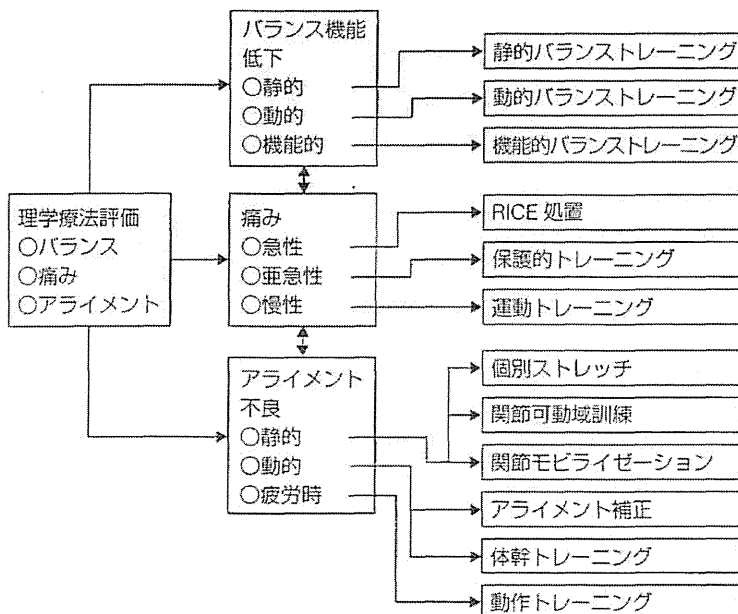 理学療法評価
○バランス
○痛み
○アライメント
バランス機能
低下
○静的
○動的
○機能的
痛み
○急性
○亜急性
○慢性
アライメント
不良
○静的
○動的
○疲労時
静的バランストレーニング
動的バランストレーニング
機能的バランストレーニング
RICE 処置
保護的トレーニング
運動トレーニング
個別ストレッチ
関節可動域訓練
関節モビライゼーション
アライメント補正
体幹トレーニング
動作トレーニング